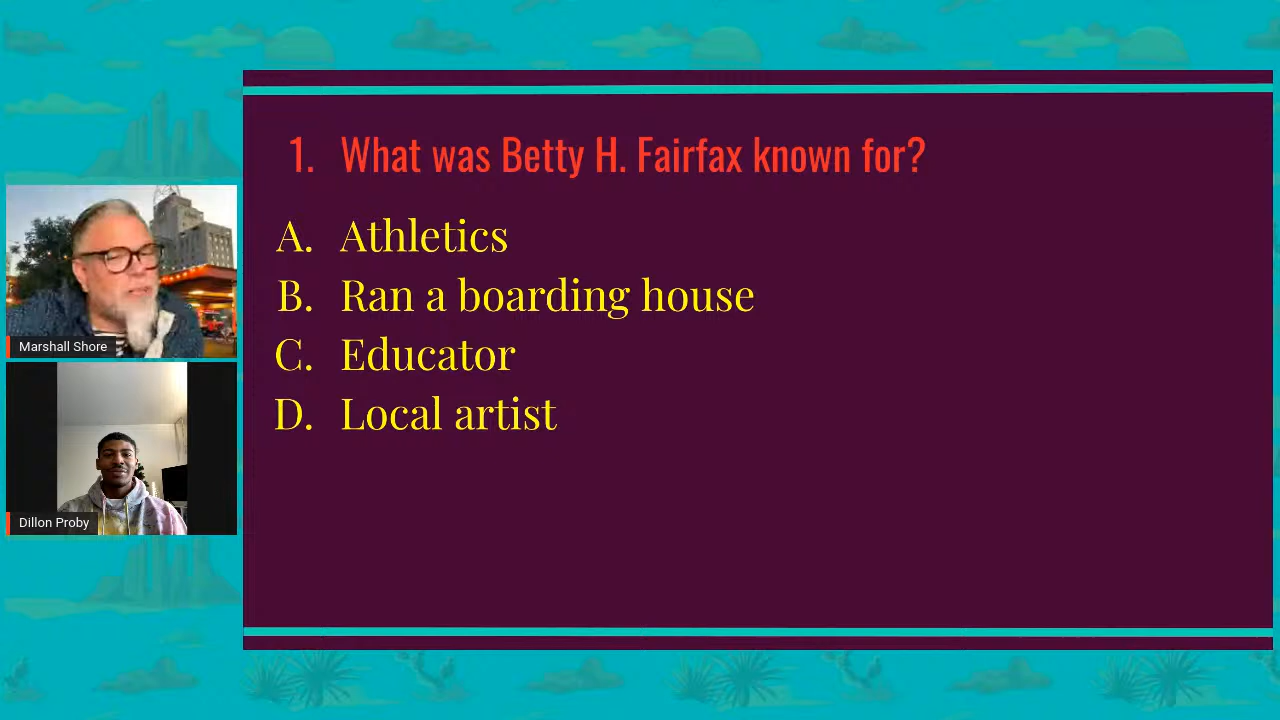 1. What was Betty H. Fairfax known for?
A. Athletics
B. Ran a boarding house
C. Educator
D. Local artist
Marshall Shore
Dillon Proby